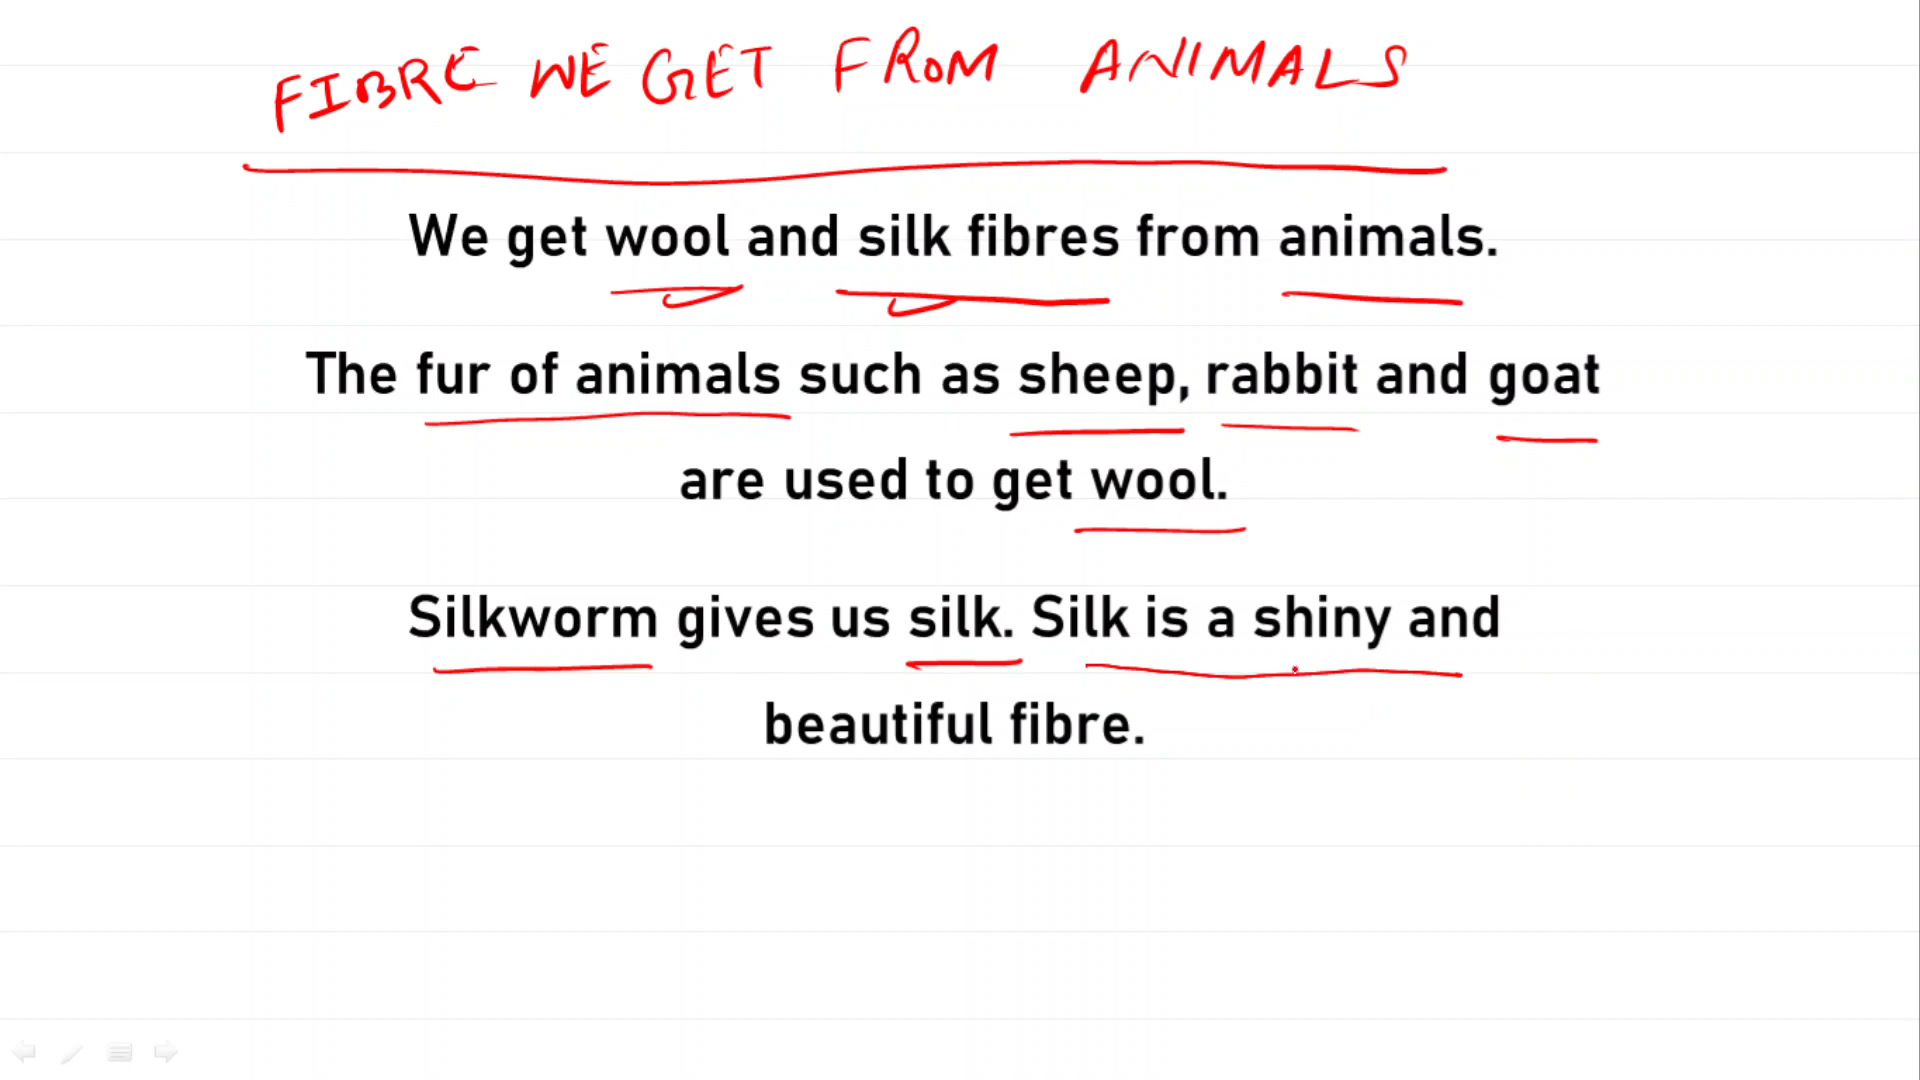 FIBRE WE GET FROM ANIMALS
We get wool and silk fibres from animals.
The fur of animals such as sheep, rabbit and goat
are used to get wool.
Silkworm gives us silk. Silk is a shiny and
beautiful fibre.